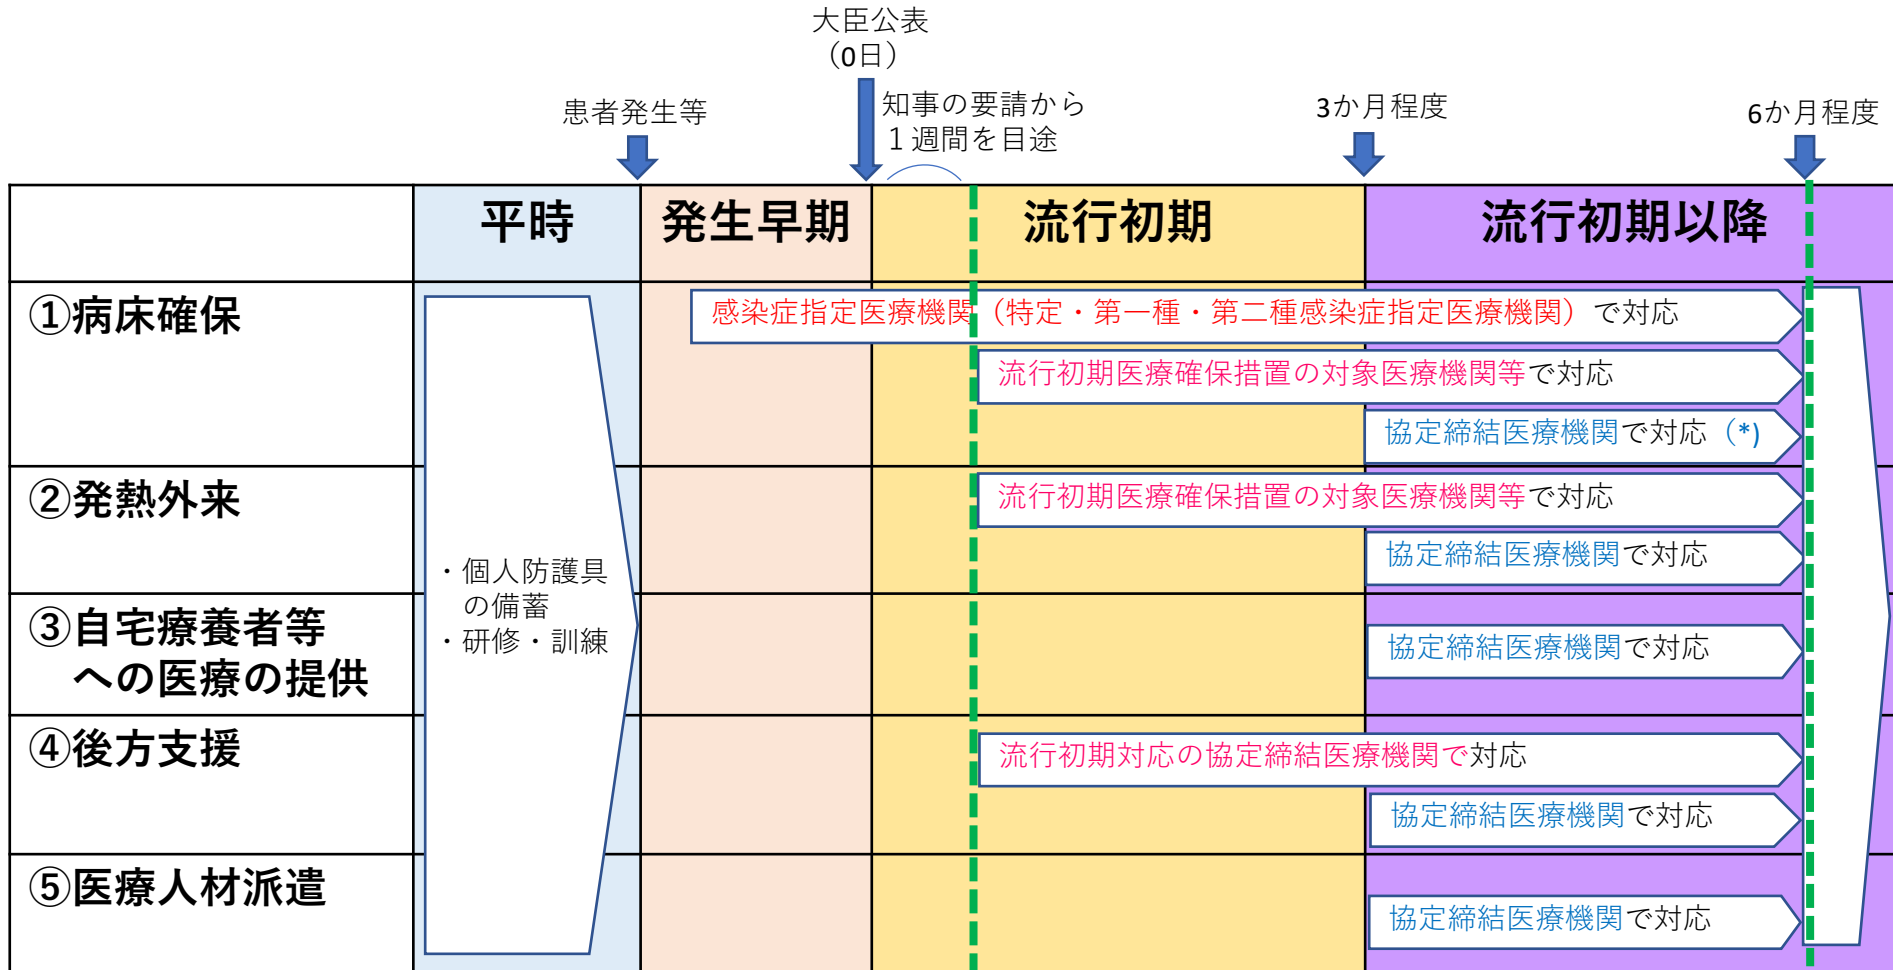 大臣公表
（0日）
患者発生等
知事の要請から
１週間を目途
3か月程度
6か月程度
平時
発生早期
流行初期
流行初期以降
①病床確保
感染症指定医療機関（特定・第一種・第二種感染症指定医療機関）で対応
流行初期医療確保措置の対象医療機関等で対応
協定締結医療機関で対応（*)
②発熱外来
流行初期医療確保措置の対象医療機関等で対応
協定締結医療機関で対応
・個人防護具
の備蓄
・研修・訓練
③自宅療養者等
への医療の提供
協定締結医療機関で対応
④後方支援
流行初期対応の協定締結医療機関で対応
協定締結医療機関で対応
⑤医療人材派遣
協定締結医療機関で対応